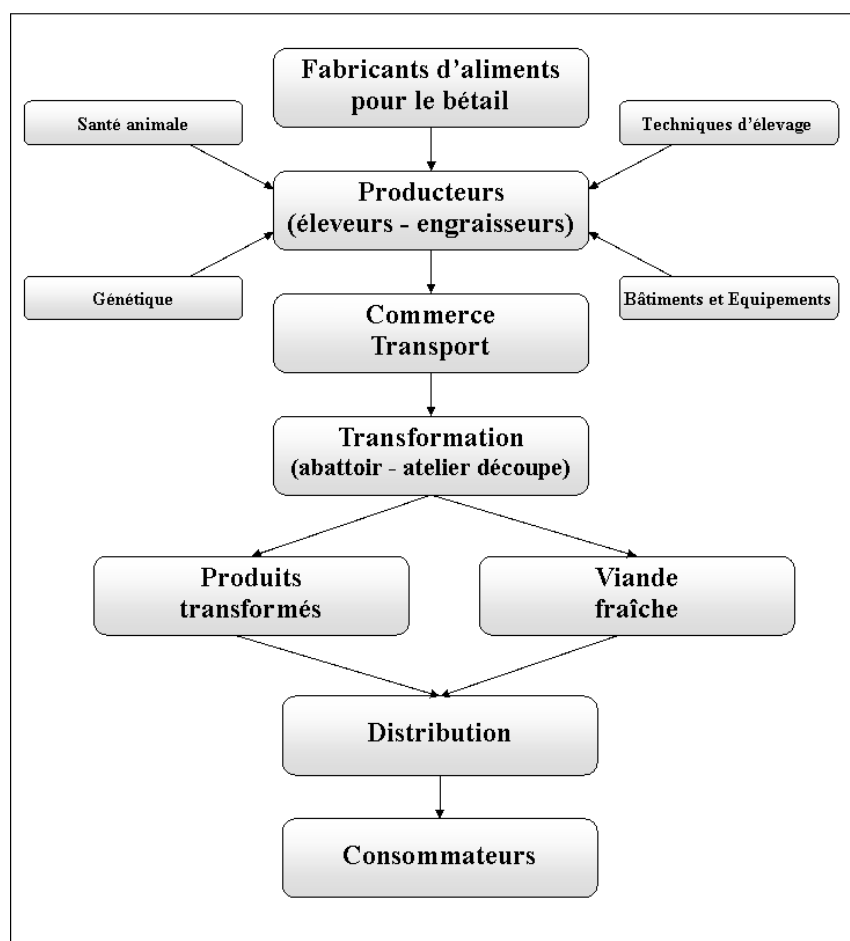 Fabricants d'aliments
pour le bétail
Santé animale
Techniques d'élevage
Producteurs
(éleveurs - engraisseurs)
Génétique
Bâtiments et Equipements
Commerce
Transport
Transformation
(abattoir - atelier découpe)
Produits
transformés
Viande
fraîche
Distribution
Consommateurs